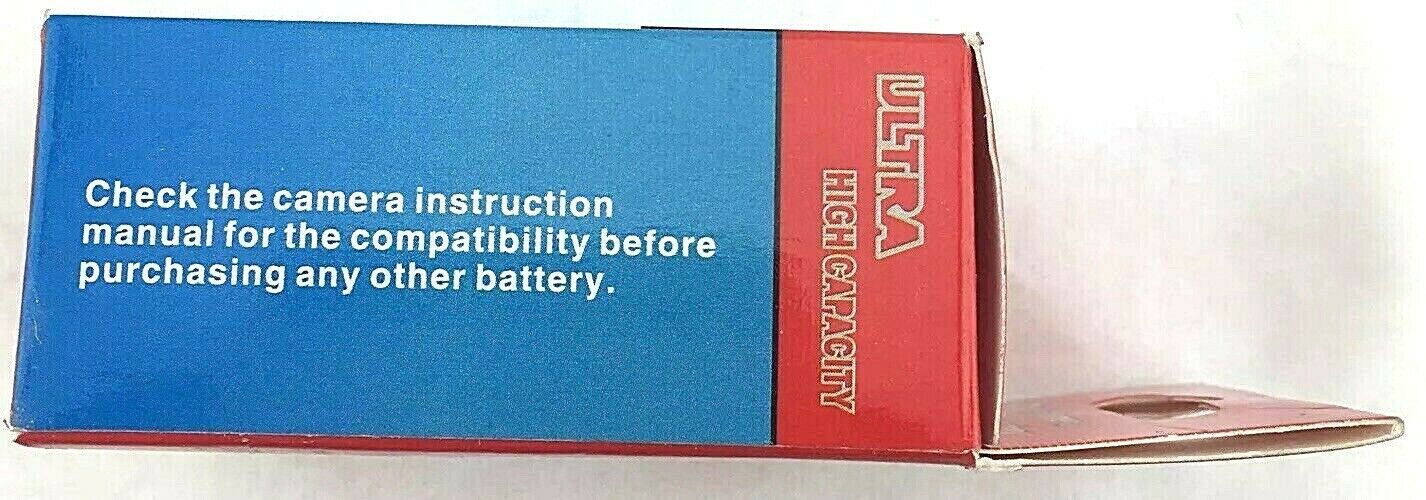 Check the camera instruction
manual for the compatibility before
purchasing any other battery.
ULTRA
HIGH CAPACITY